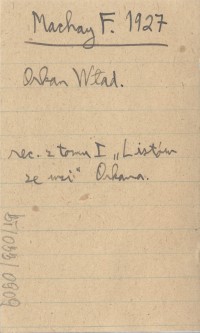 Machay F. 1927
Orkan Wład.
rec. z tomu I „Listów
ze wsi" Orkana.